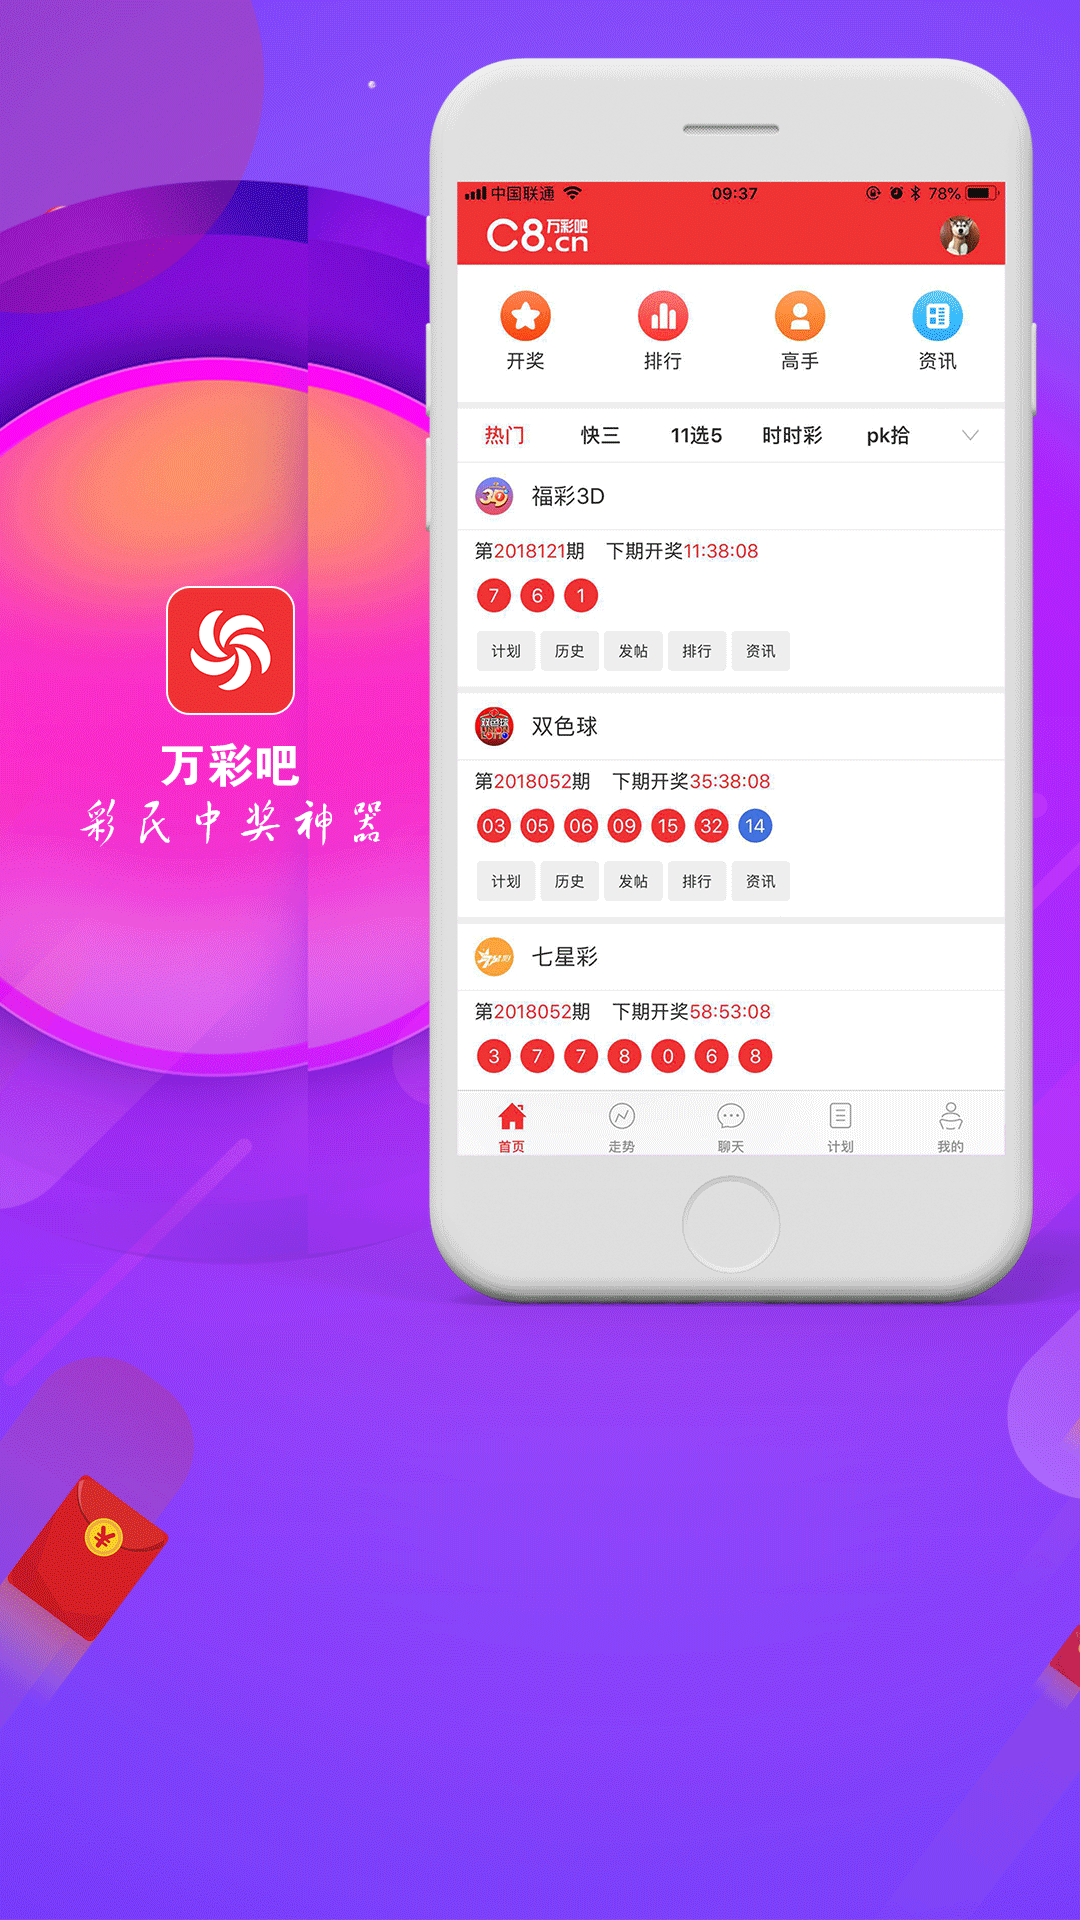 中国联通 09:37 78%
C8.cn 万彩吧
开奖 排行 高手 资讯
热门 快三 11选5 时时彩 pk拾
福彩3D
第2018121期 下期开奖11:38:08
7 6 1
计划 历史 发帖 排行 资讯
双色球
第2018052期 下期开奖35:38:08
03 05 06 09 15 32 14
计划 历史 发帖 排行 资讯
七星彩
第2018052期 下期开奖58:53:08
3 7 7 8 0 6 8
首页 走势 聊天 计划 我的
万彩吧
彩民中奖神器